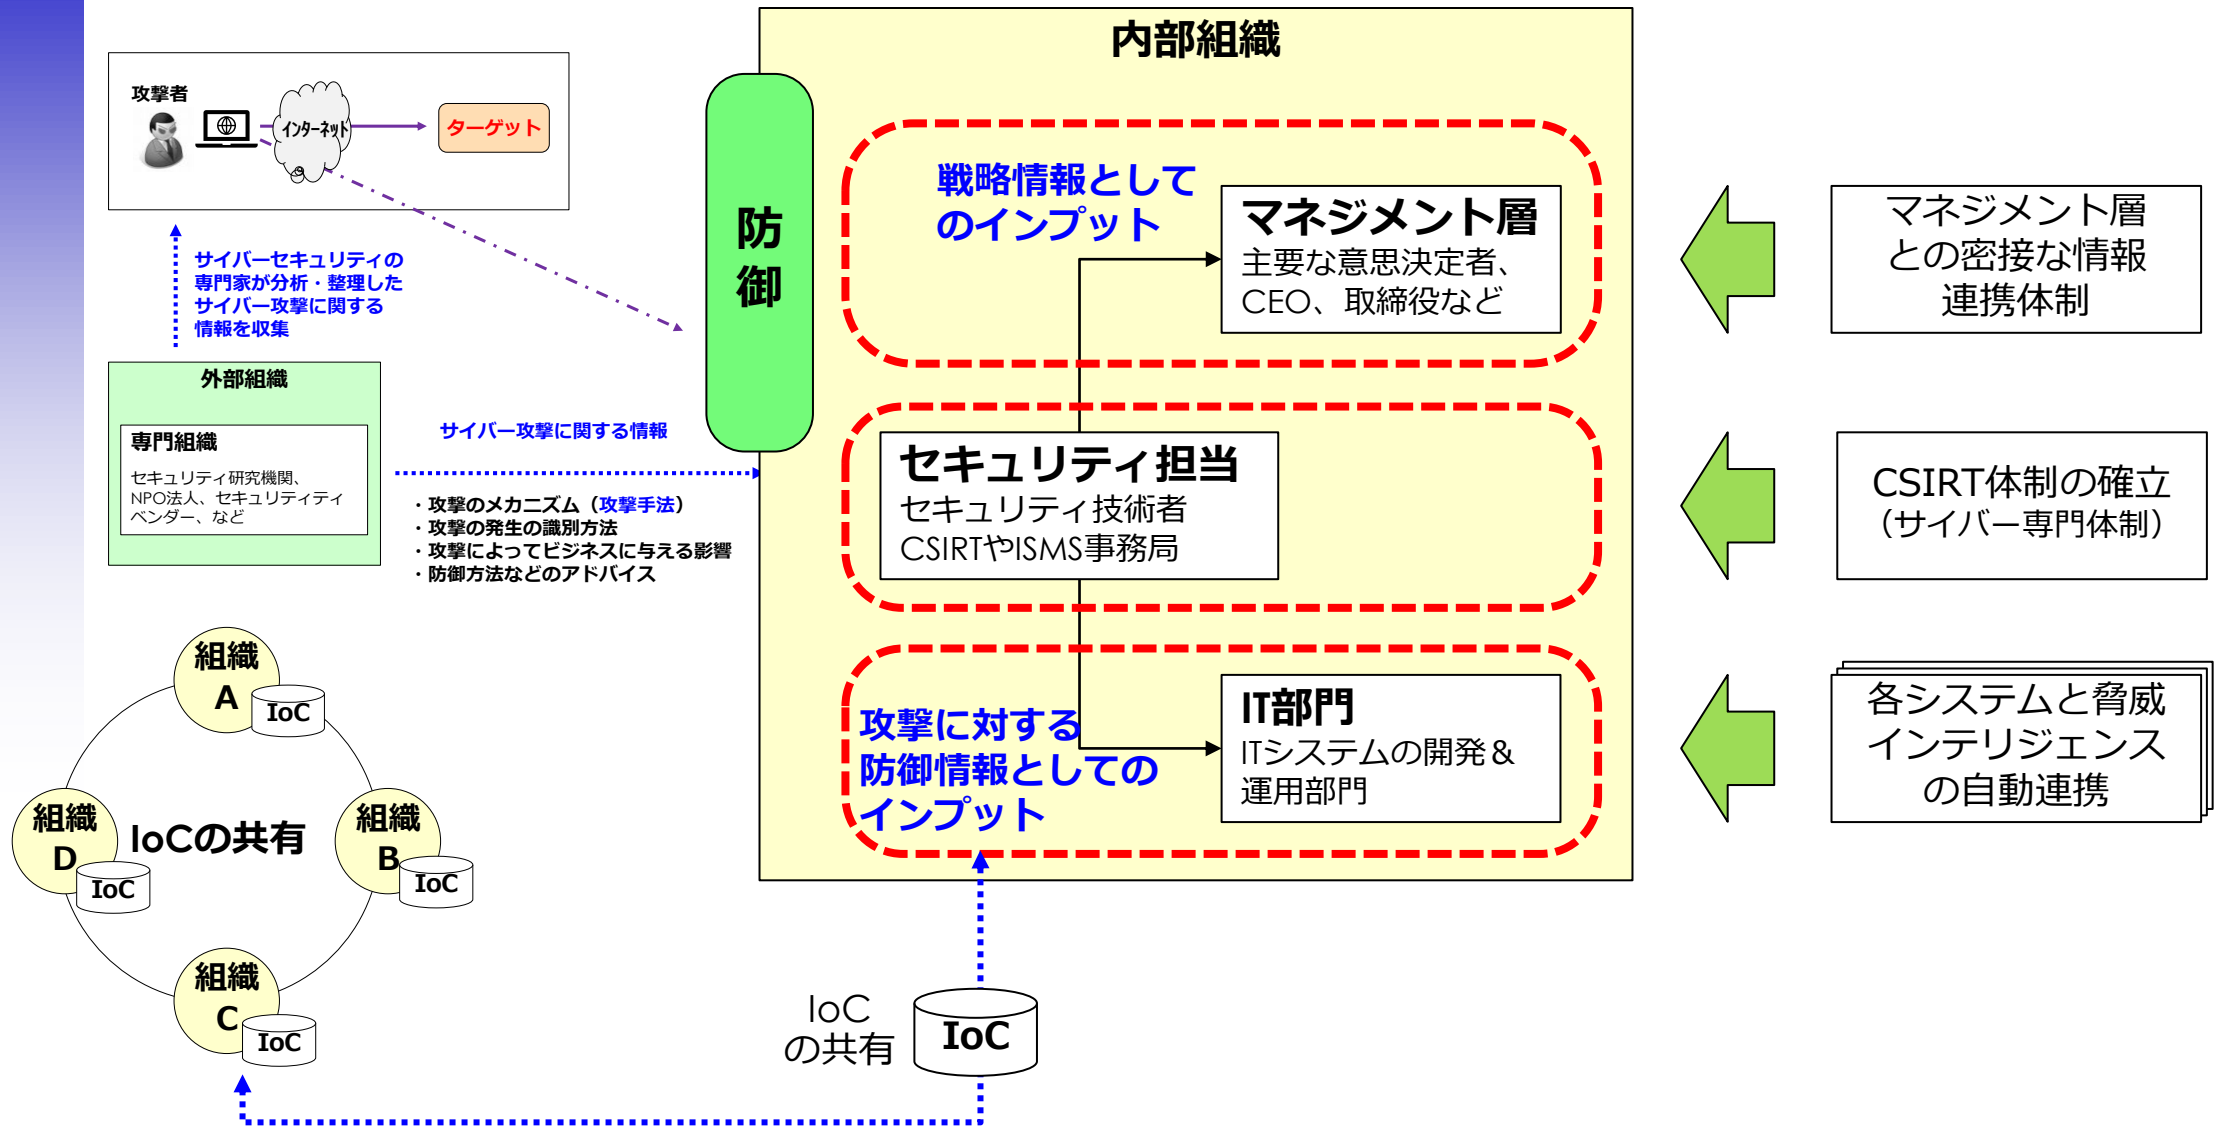 内部組織
攻撃者
インターネット
ターゲット
サイバーセキュリティの
専門家が分析・整理した
サイバー攻撃に関する
情報を収集
外部組織
専門組織
セキュリティ研究機関、
NPO法人、セキュリティティ
ベンダー、など
サイバー攻撃に関する情報
・攻撃のメカニズム（攻撃手法）
・攻撃の発生の識別方法
・攻撃によってビジネスに与える影響
・防御方法などのアドバイス
防
御
戦略情報として
のインプット
マネジメント層
主要な意思決定者、
CEO、取締役など
セキュリティ担当
セキュリティ技術者
CSIRTやISMS事務局
攻撃に対する
防御情報としての
インプット
IT部門
ITシステムの開発＆
運用部門
マネジメント層
との密接な情報
連携体制
CSIRT体制の確立
（サイバー専門体制）
各システムと脅威
インテリジェンス
の自動連携
組織
A
IoC
組織
D
IoC
IoCの共有
組織
B
IoC
組織
C
IoC
IoC
の共有
IoC